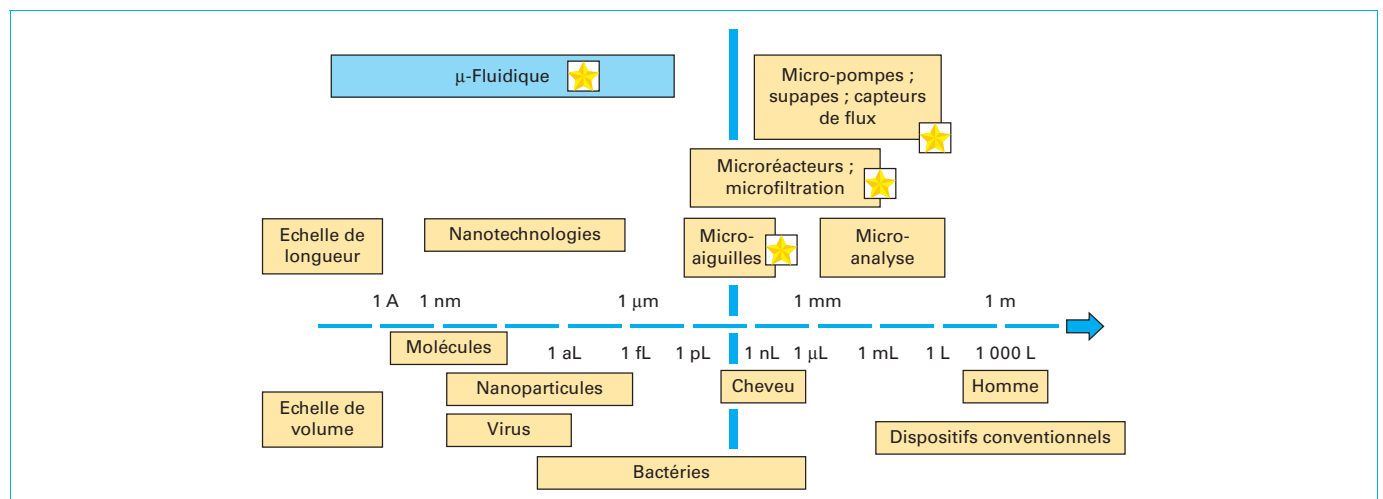 μ-Fluidique
Micro-pompes ;
supapes ; capteurs
de flux
Microréacteurs ;
microfiltration
Echelle de
longueur
Nanotechnologies
Micro-
aiguilles
Micro-
analyse
1 A 1 nm 1 μm 1 mm 1 m
Molécules
1 aL 1 fL 1 pL 1 nL 1 μL 1 mL 1 L 1 000 L
Nanoparticules
Cheveu
Homme
Echelle de
volume
Virus
Dispositifs conventionnels
Bactéries